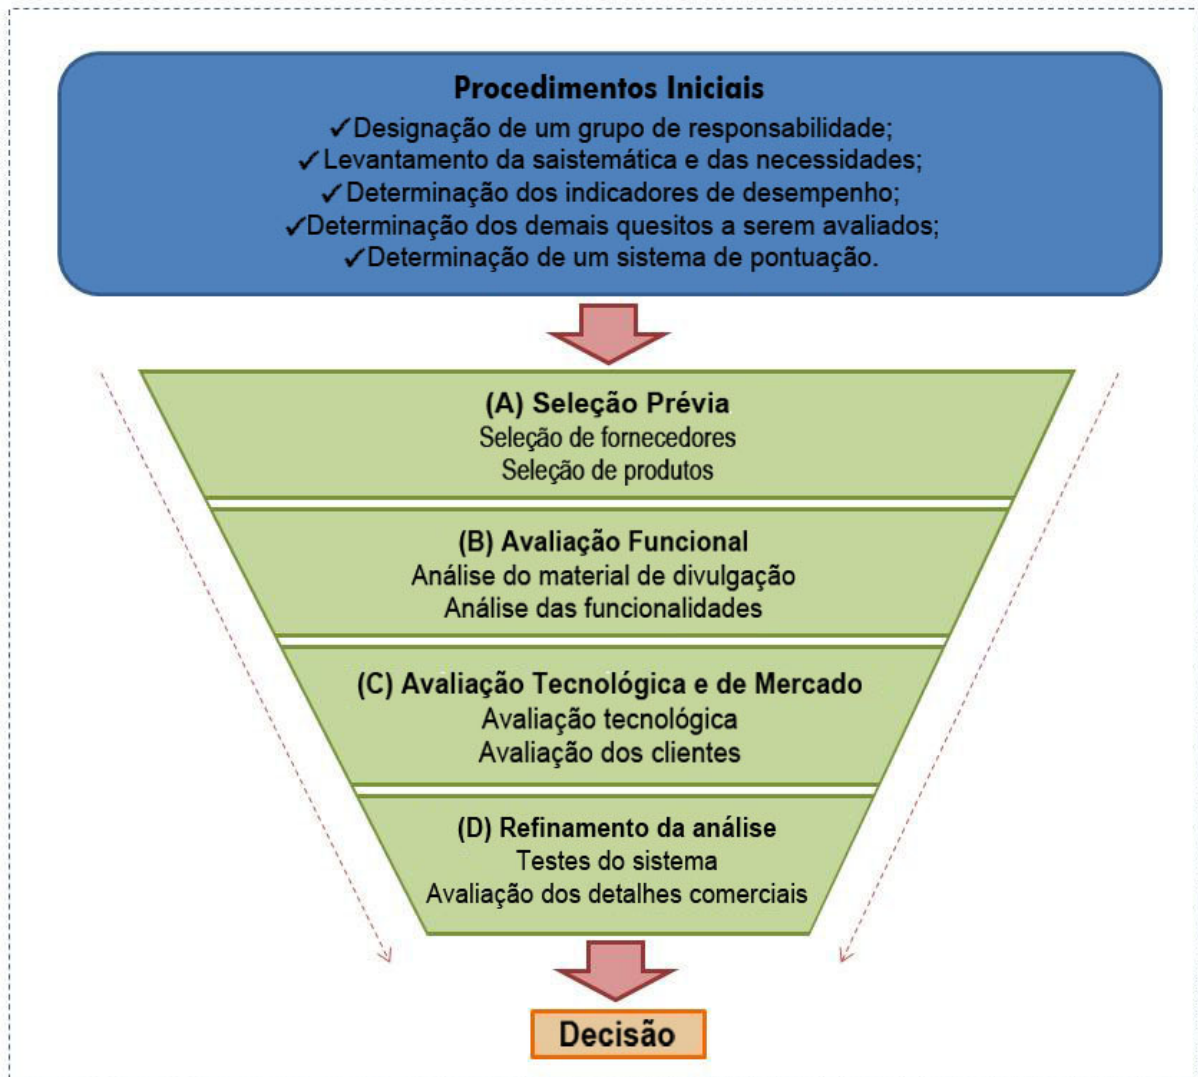 Procedimentos Iniciais
✓Designação de um grupo de responsabilidade;
✓Levantamento da saistemática e das necessidades;
✓Determinação dos indicadores de desempenho;
✓Determinação dos demais quesitos a serem avaliados;
✓Determinação de um sistema de pontuação.
(A) Seleção Prévia
Seleção de fornecedores
Seleção de produtos
(B) Avaliação Funcional
Análise do material de divulgação
Análise das funcionalidades
(C) Avaliação Tecnológica e de Mercado
Avaliação tecnológica
Avaliação dos clientes
(D) Refinamento da análise
Testes do sistema
Avaliação dos detalhes comerciais
Decisão